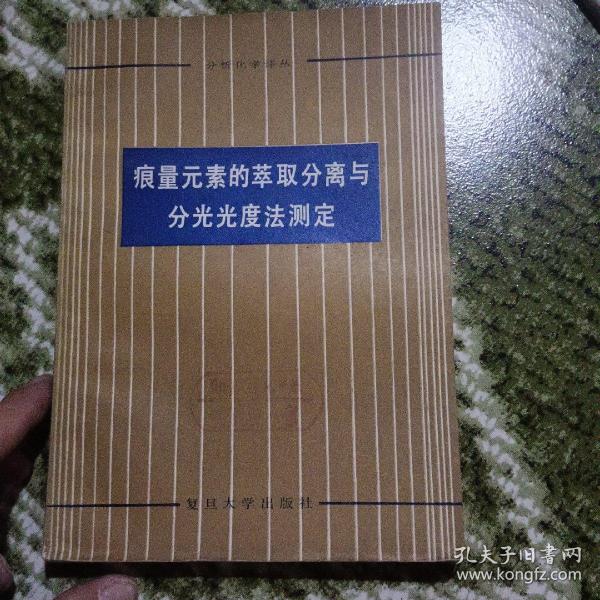 分析化学译丛
痕量元素的萃取分离与
分光光度法测定
复旦大学出版社
孔夫子旧书网
www.kongfz.com